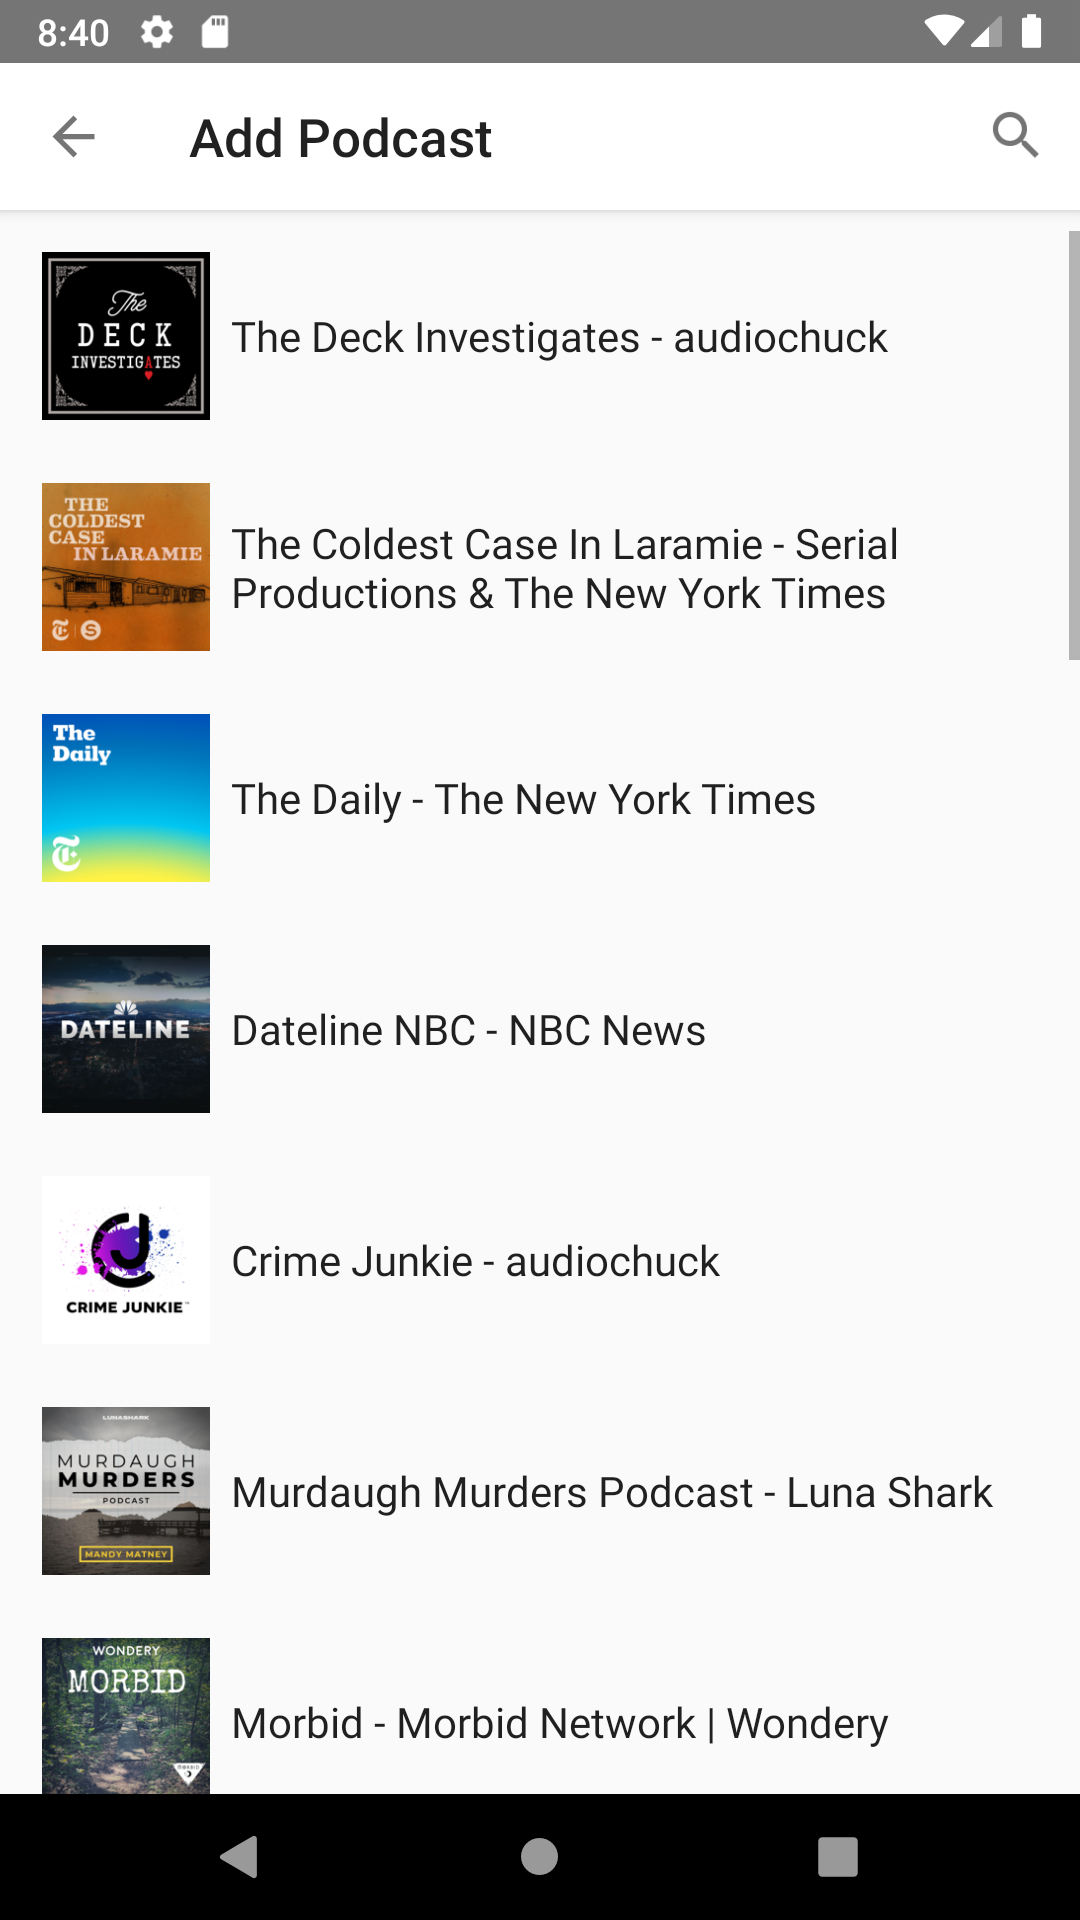 8:40
Add Podcast
The
DECK
INVESTIGATES
The Deck Investigates - audiochuck
THE
COLDEST
CASE
IN LARAMIE
The Coldest Case In Laramie - Serial
Productions & The New York Times
The
Daily
The Daily - The New York Times
DATELINE
Dateline NBC - NBC News
CJ
CRIME JUNKIE™
Crime Junkie - audiochuck
LUNASHARK
MURDAUGH
MURDERS
PODCAST
MANDY MATNEY
Murdaugh Murders Podcast - Luna Shark
WONDERY
MORBID
MORBID
Morbid - Morbid Network | Wondery